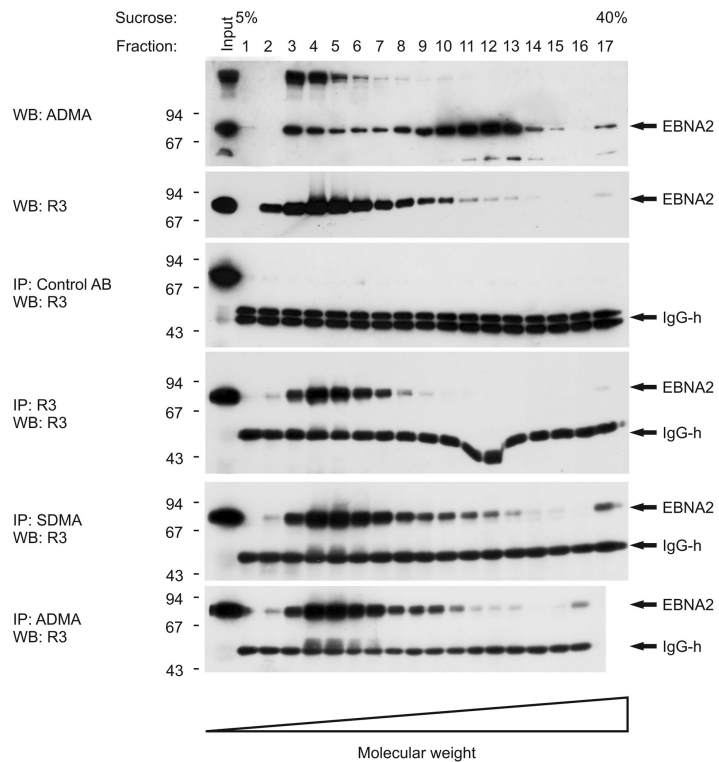 Sucrose: 5% 40%
Fraction: Input 1 2 3 4 5 6 7 8 9 10 11 12 13 14 15 16 17
WB: ADMA
94 -
67 -
EBNA2
WB: R3
94 -
67 -
EBNA2
IP: Control AB
WB: R3
94 -
67 -
43 -
IgG-h
IP: R3
WB: R3
94 -
67 -
43 -
EBNA2
IgG-h
IP: SDMA
WB: R3
94 -
67 -
43 -
EBNA2
IgG-h
IP: ADMA
WB: R3
94 -
67 -
43 -
EBNA2
IgG-h
Molecular weight